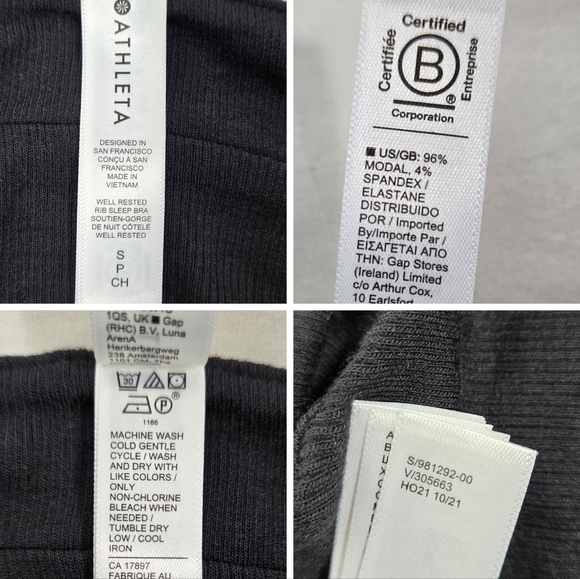 ATHLETA
DESIGNED IN
SAN FRANCISCO
CONÇU À SAN
FRANCISCO
MADE IN
VIETNAM
WELL RESTED
RIB SLEEP BRA
SOUTIEN-GORGE
DE NUIT CÔTELÉ
WELL RESTED
S
P
CH
Certified
Certifiée
B
®
Entreprise
Corporation
■ US/GB: 96%
MODAL, 4%
SPANDEX /
ELASTANE
DISTRIBUIDO
POR / Imported
By/Importe Par /
ΕΙΣΑΓΕΤΑΙ ΑΠΟ
ΤΗΝ: Gap Stores
(Ireland) Limited
c/o Arthur Cox,
10 Earlsfort
1QS, UK ■ Gap
(RHC) B.V, Luna
ArenA
Herikerbergweg
238 Amsterdam
30
P
1166
MACHINE WASH
COLD GENTLE
CYCLE / WASH
AND DRY WITH
LIKE COLORS /
ONLY
NON-CHLORINE
BLEACH WHEN
NEEDED /
TUMBLE DRY
LOW / COOL
IRON
CA 17897
FABRIQUÉ AU
S/981292-00
V/305663
HO21 10/21